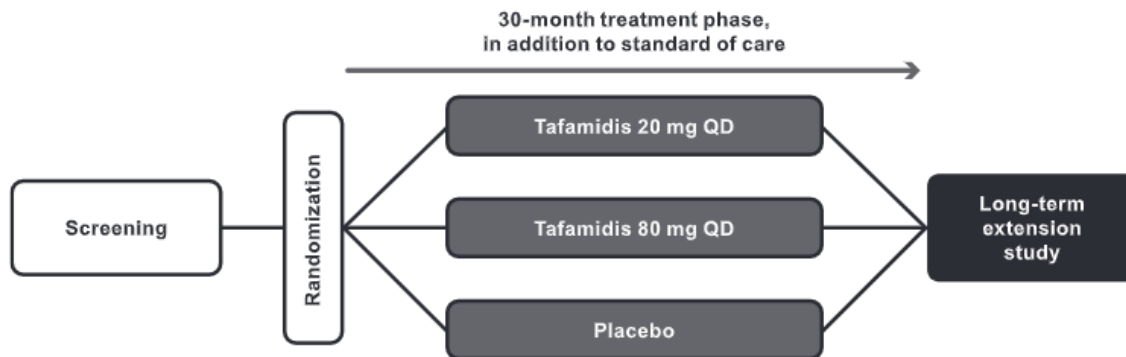 30-month treatment phase,
in addition to standard of care
Screening
Randomization
Tafamidis 20 mg QD
Tafamidis 80 mg QD
Placebo
Long-term
extension
study